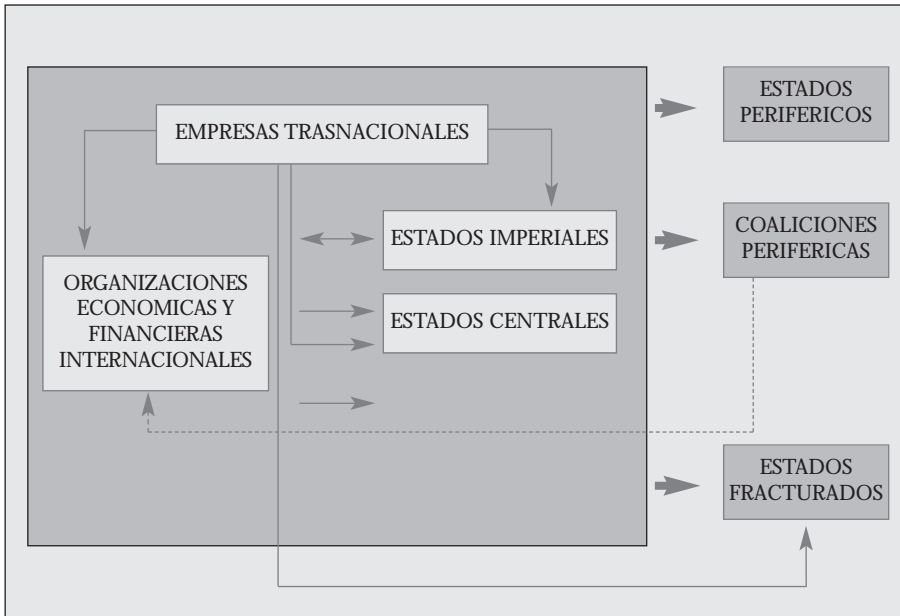 EMPRESAS TRASNACIONALES
ESTADOS IMPERIALES
ORGANIZACIONES
ECONOMICAS Y
FINANCIERAS
INTERNACIONALES
ESTADOS CENTRALES
ESTADOS
PERIFERICOS
COALICIONES
PERIFERICAS
ESTADOS
FRACTURADOS